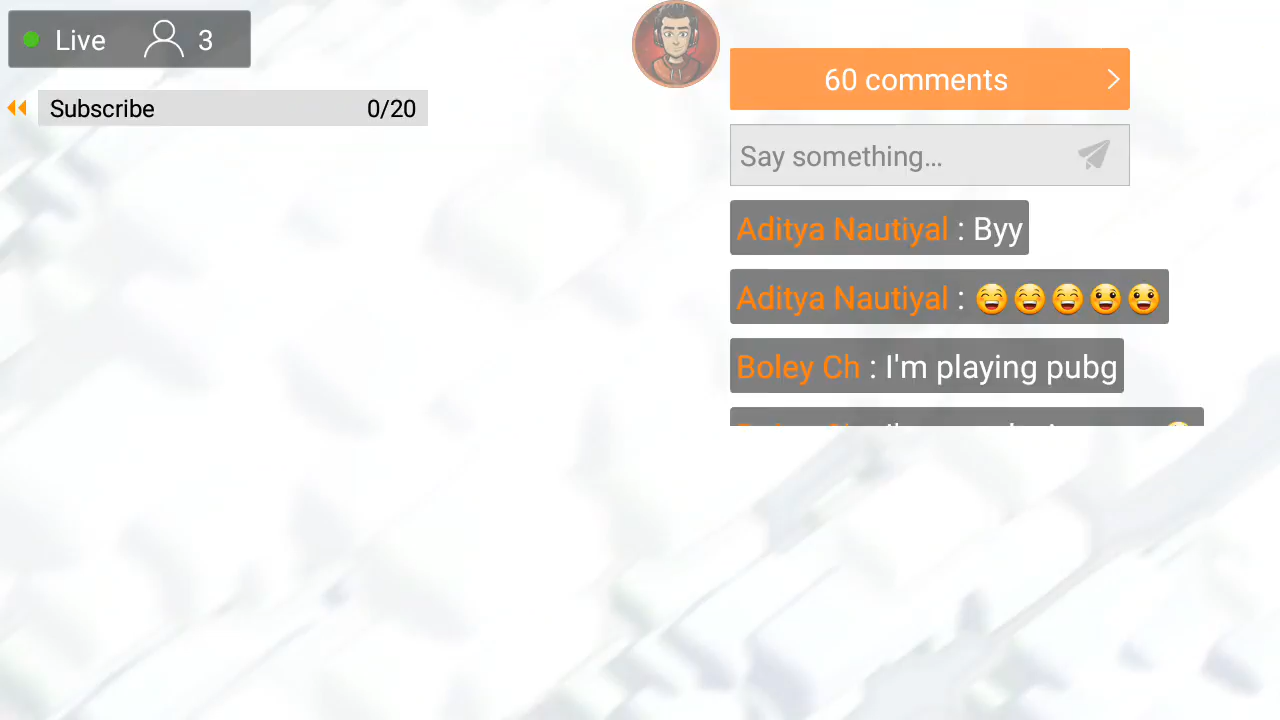 Live 3
Subscribe 0/20
60 comments
Say something...
Aditya Nautiyal : Byy
Aditya Nautiyal : 😁😁😁😀😀
Boley Ch : I'm playing pubg